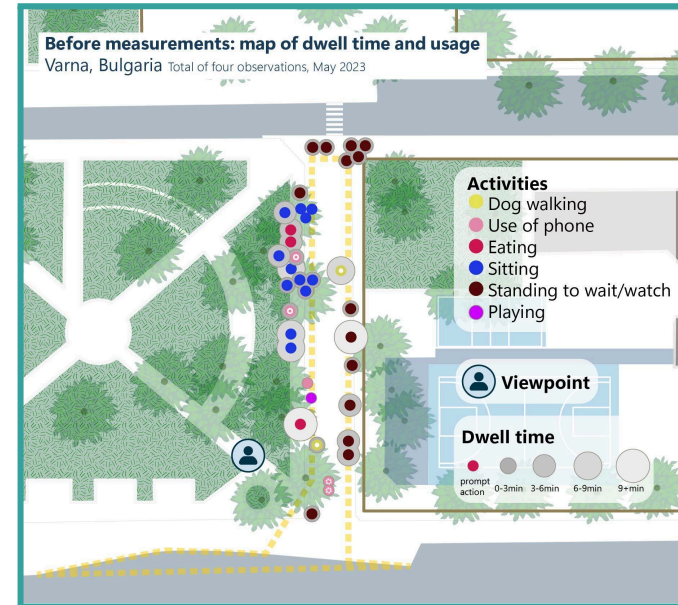 Before measurements: map of dwell time and usage
Varna, Bulgaria Total of four observations, May 2023
Activities
Dog walking
Use of phone
Eating
Sitting
Standing to wait/watch
Playing
Viewpoint
Dwell time
prompt action 0-3min 3-6min 6-9min 9+min